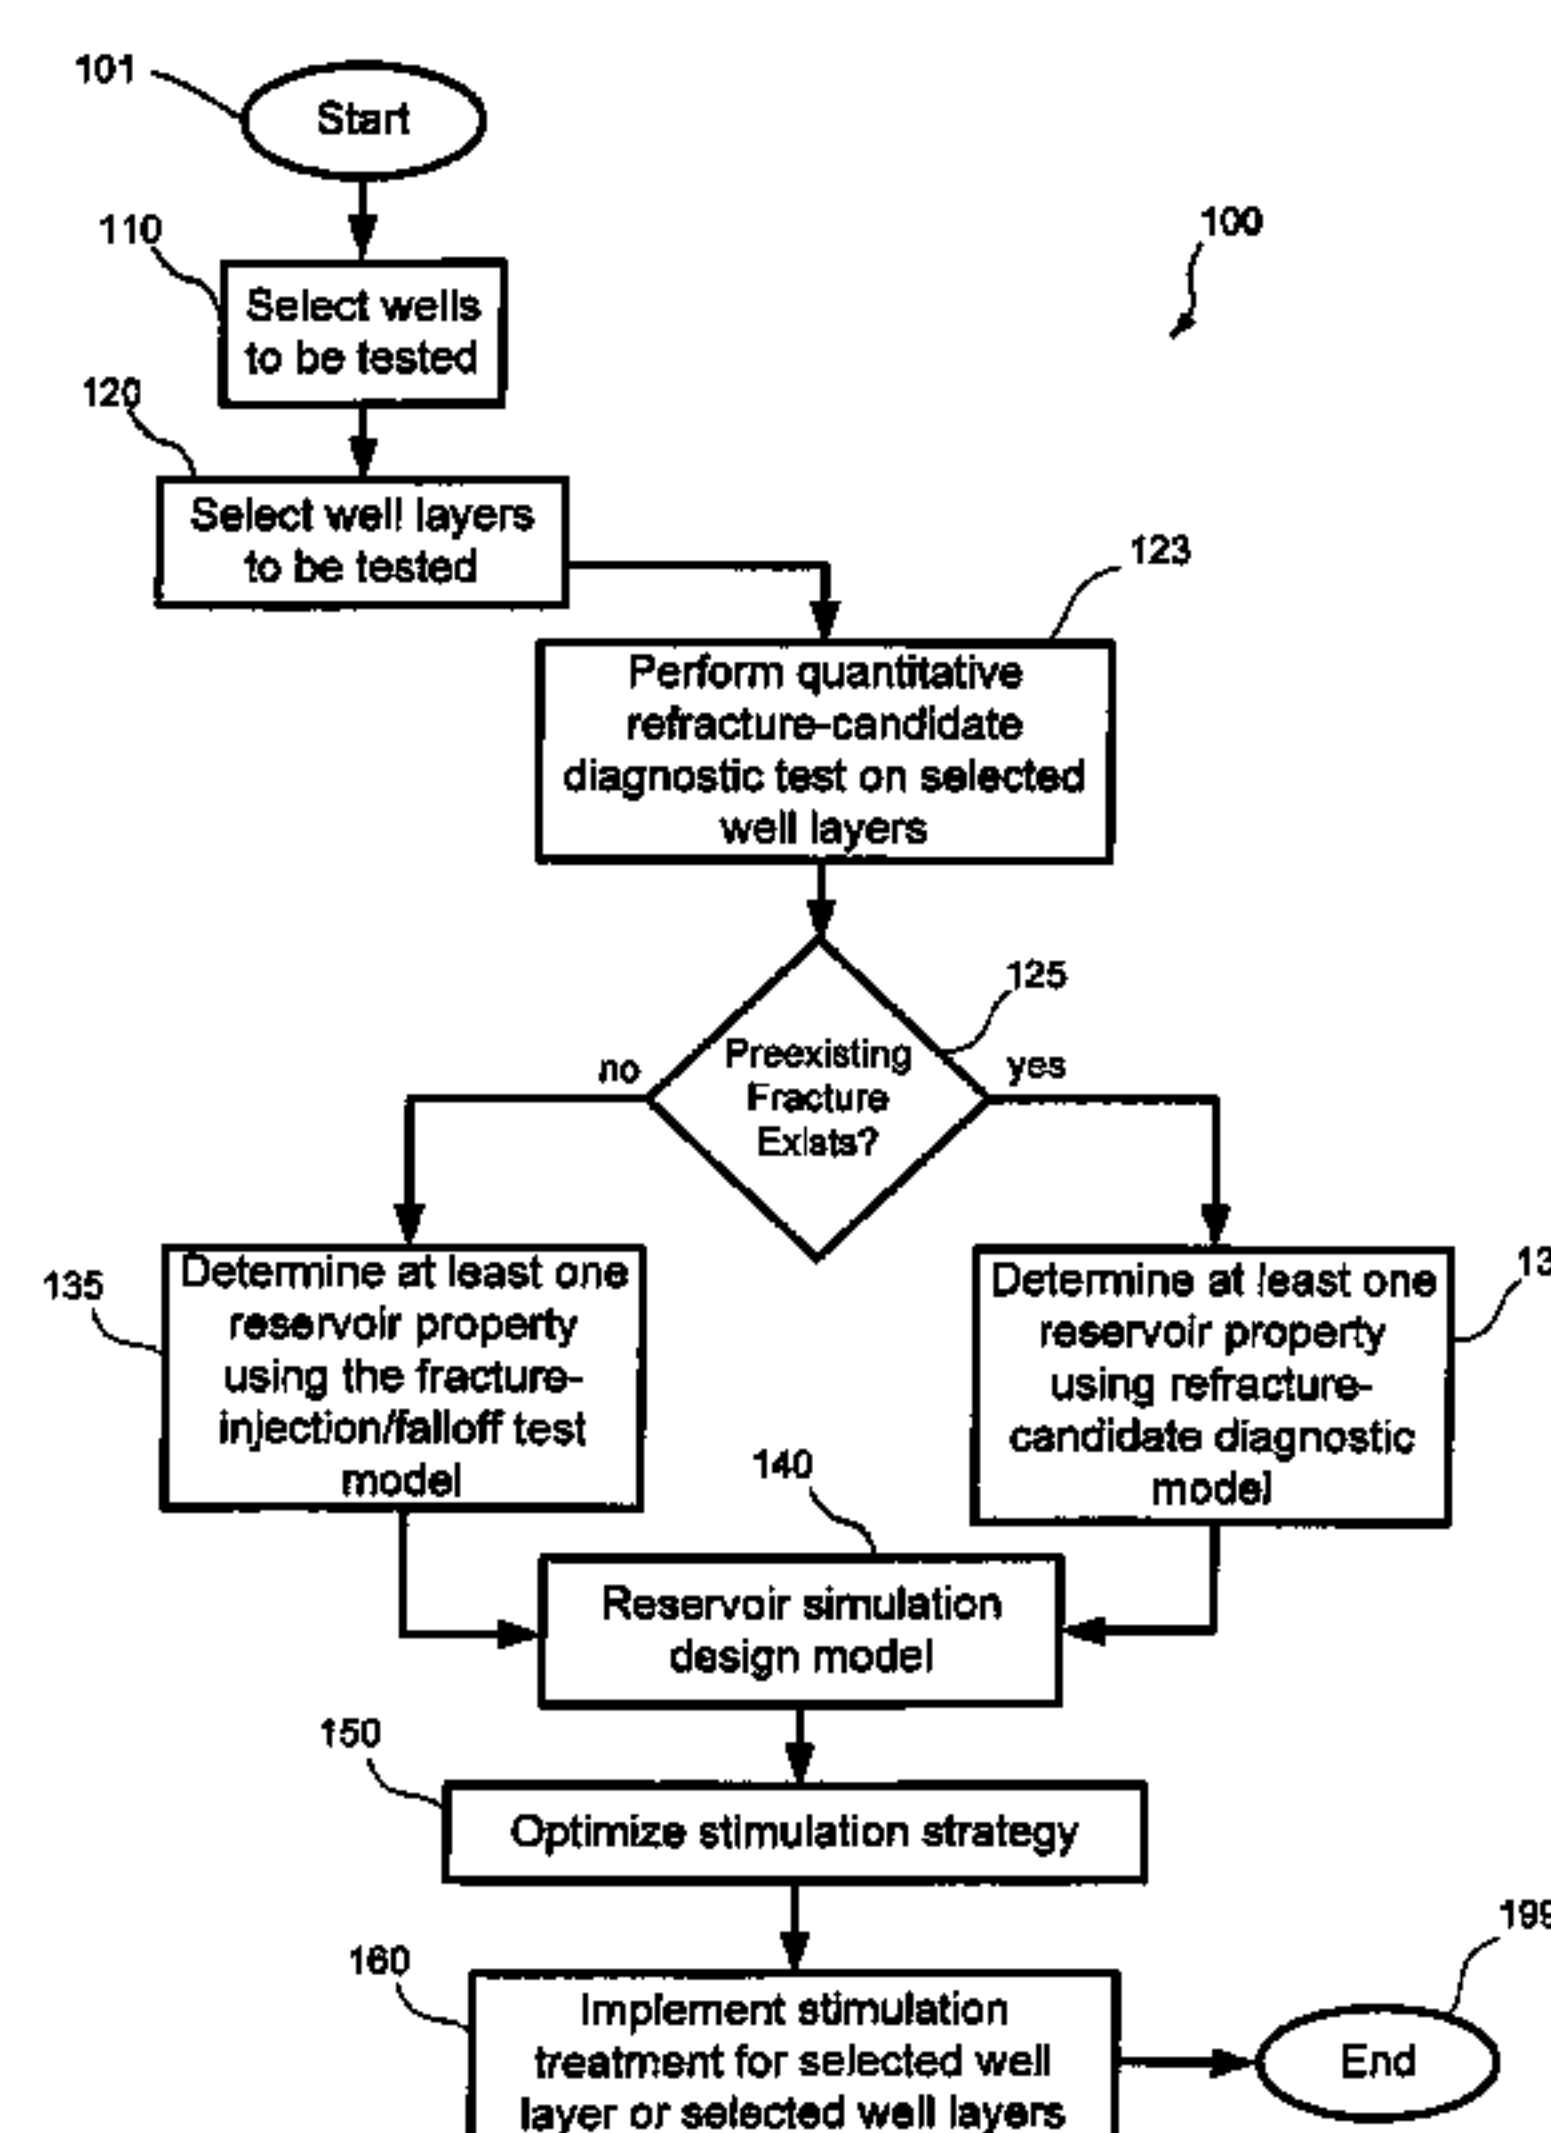 101
Start
110
100
Select wells
to be tested
120
Select well layers
to be tested
123
Perform quantitative
refracture-candidate
diagnostic test on selected
well layers
125
no
Preexisting
Fracture
Exists?
yes
135
Determine at least one
reservoir property
using the fracture-
injection/falloff test
model
13
Determine at least one
reservoir property
using refracture-
candidate diagnostic
model
140
Reservoir simulation
design model
150
Optimize stimulation strategy
160
Implement stimulation
treatment for selected well
layer or selected well layers
199
End